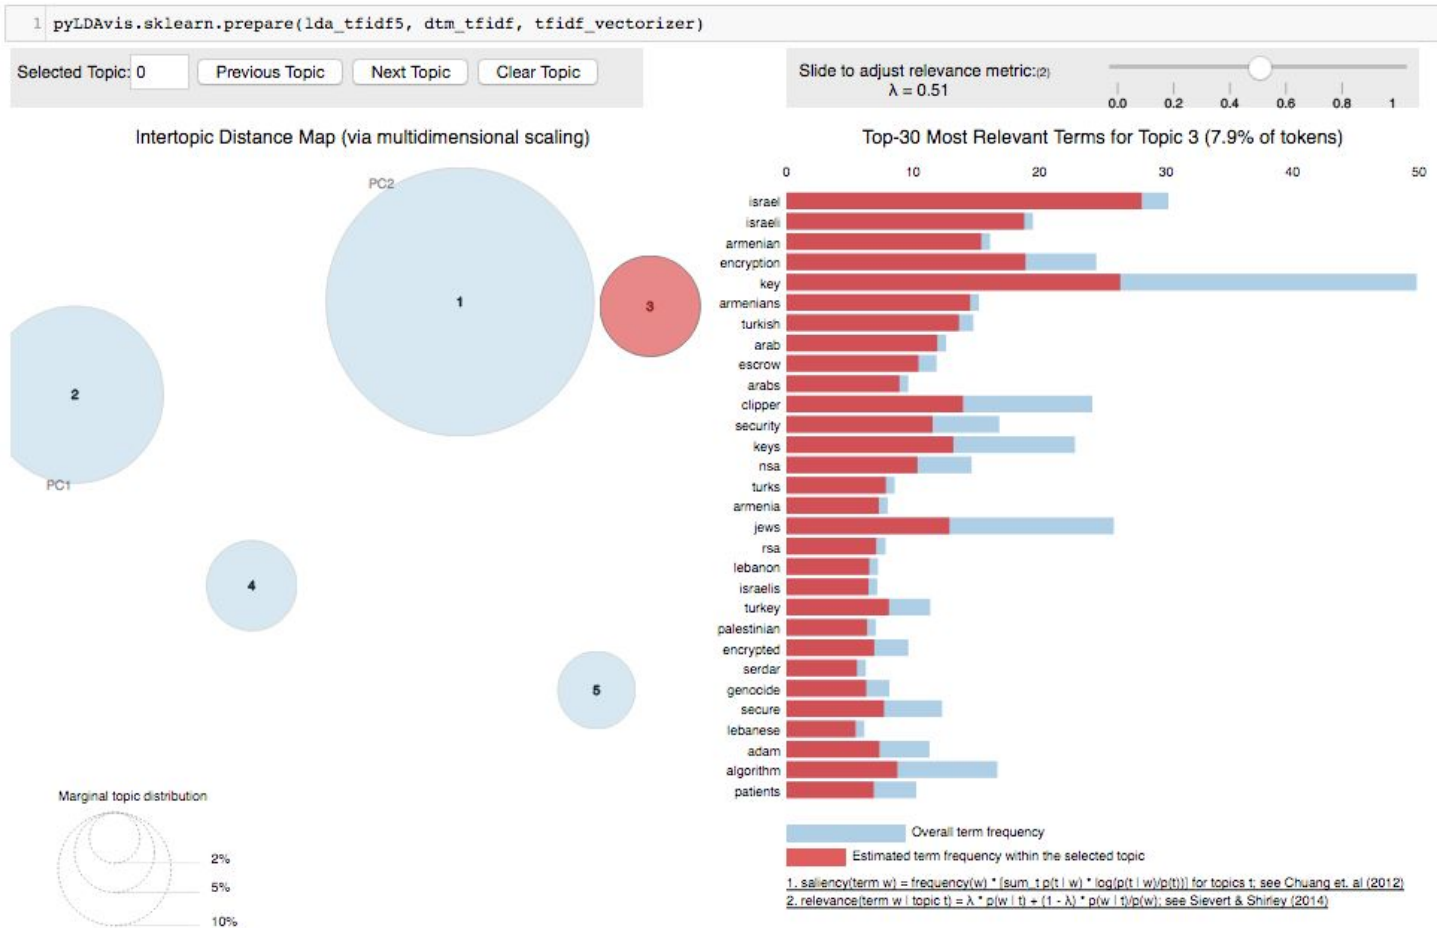 1 pyLDAvis.sklearn.prepare(lda_tfidf5, dtm_tfidf, tfidf_vectorizer)
Selected Topic: 0 Previous Topic Next Topic Clear Topic
Slide to adjust relevance metric:(2)
λ = 0.51
0.0 0.2 0.4 0.6 0.8 1
Intertopic Distance Map (via multidimensional scaling)
PC2
1
3
2
PC1
4
5
Marginal topic distribution
2%
5%
10%
Top-30 Most Relevant Terms for Topic 3 (7.9% of tokens)
0 10 20 30 40 50
israel
israeli
armenian
encryption
key
armenians
turkish
arab
escrow
arabs
clipper
security
keys
nsa
turks
armenia
jews
rsa
lebanon
israelis
turkey
palestinian
encrypted
serdar
genocide
secure
lebanese
adam
algorithm
patients
Overall term frequency
Estimated term frequency within the selected topic
1. saliency(term w) = frequency(w) * [sum_t p(t | w) * log(p(t | w)/p(t))] for topics t; see Chuang et. al (2012)
2. relevance(term w | topic t) = λ * p(w | t) + (1 - λ) * p(w | t)/p(w); see Sievert & Shirley (2014)